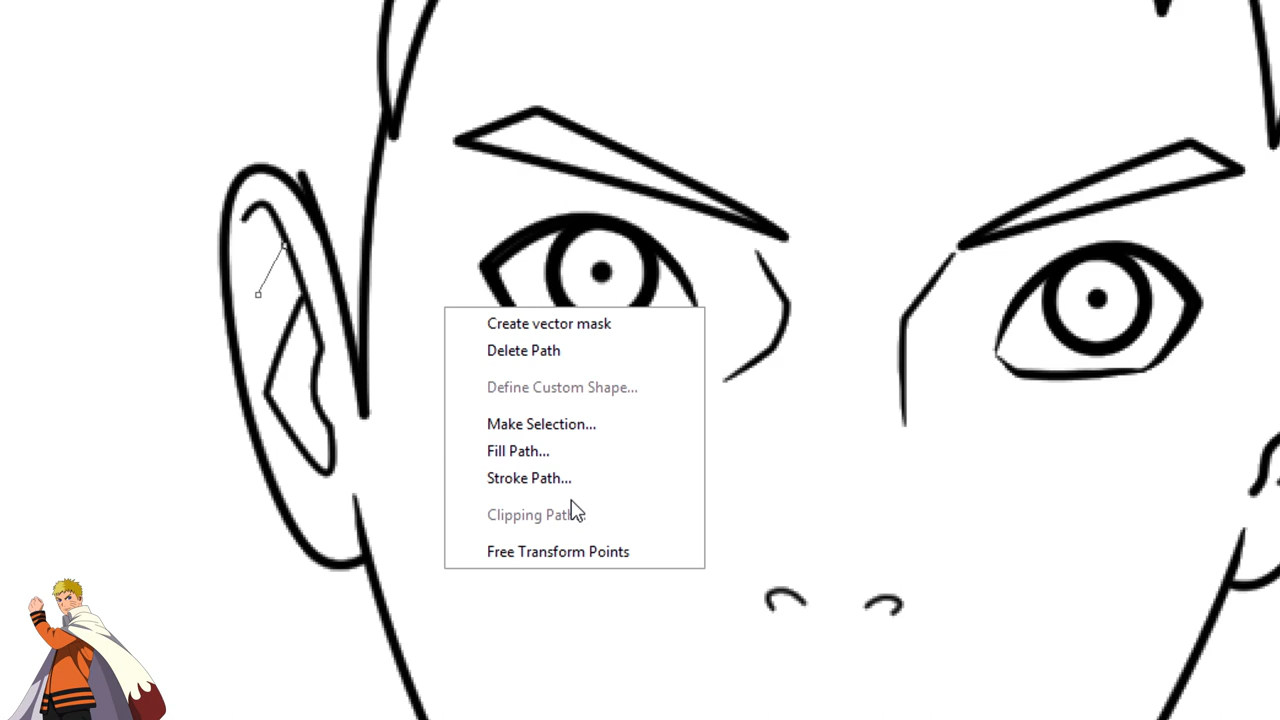 Create vector mask
Delete Path
Define Custom Shape...
Make Selection...
Fill Path...
Stroke Path...
Clipping Path...
Free Transform Points